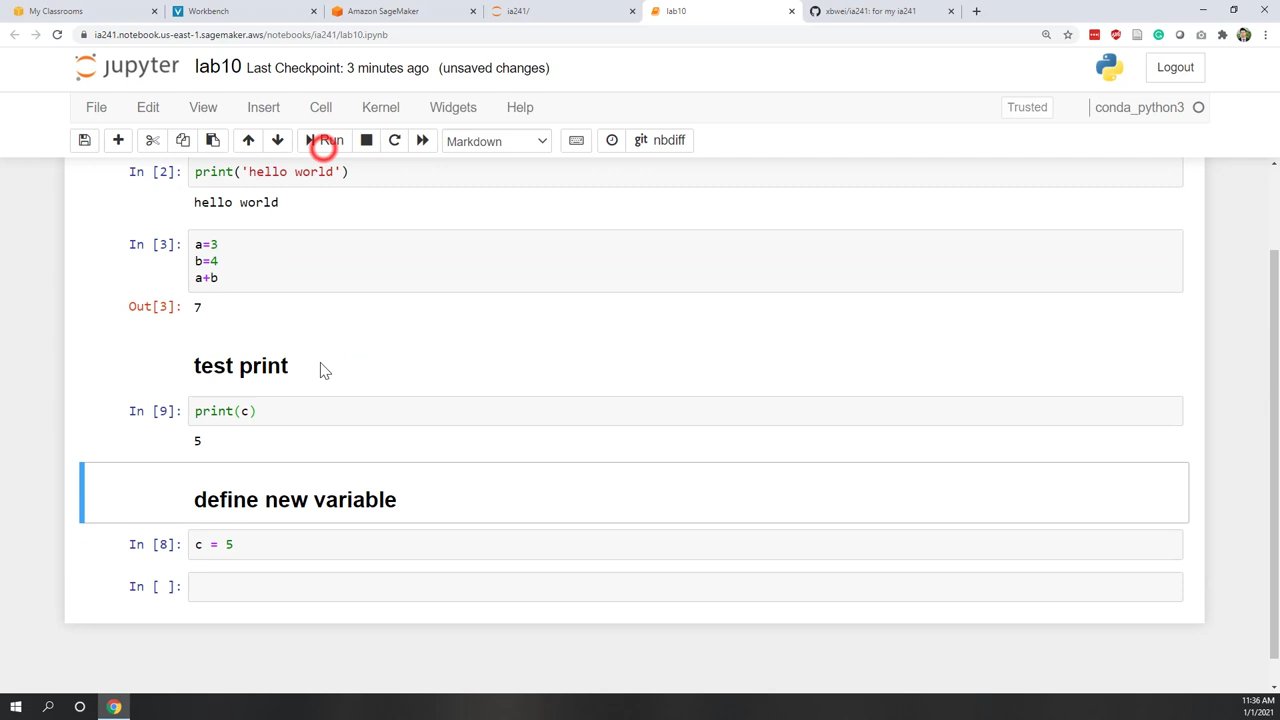 My Classrooms
Workbench
Amazon SageMaker
ia241/
lab10
xbwei/ia241: for my ia241
ia241.notebook.us-east-1.sagemaker.aws/notebooks/ia241/lab10.ipynb
jupyter lab10 Last Checkpoint: 3 minutes ago (unsaved changes)
Logout
File Edit View Insert Cell Kernel Widgets Help
Trusted
conda_python3
Run
Markdown
git nbdiff
In [2]: print('hello world')
hello world
In [3]: a=3
b=4
a+b
Out[3]: 7
test print
In [9]: print(c)
5
define new variable
In [8]: c = 5
In [ ]:
11:36 AM
1/1/2021